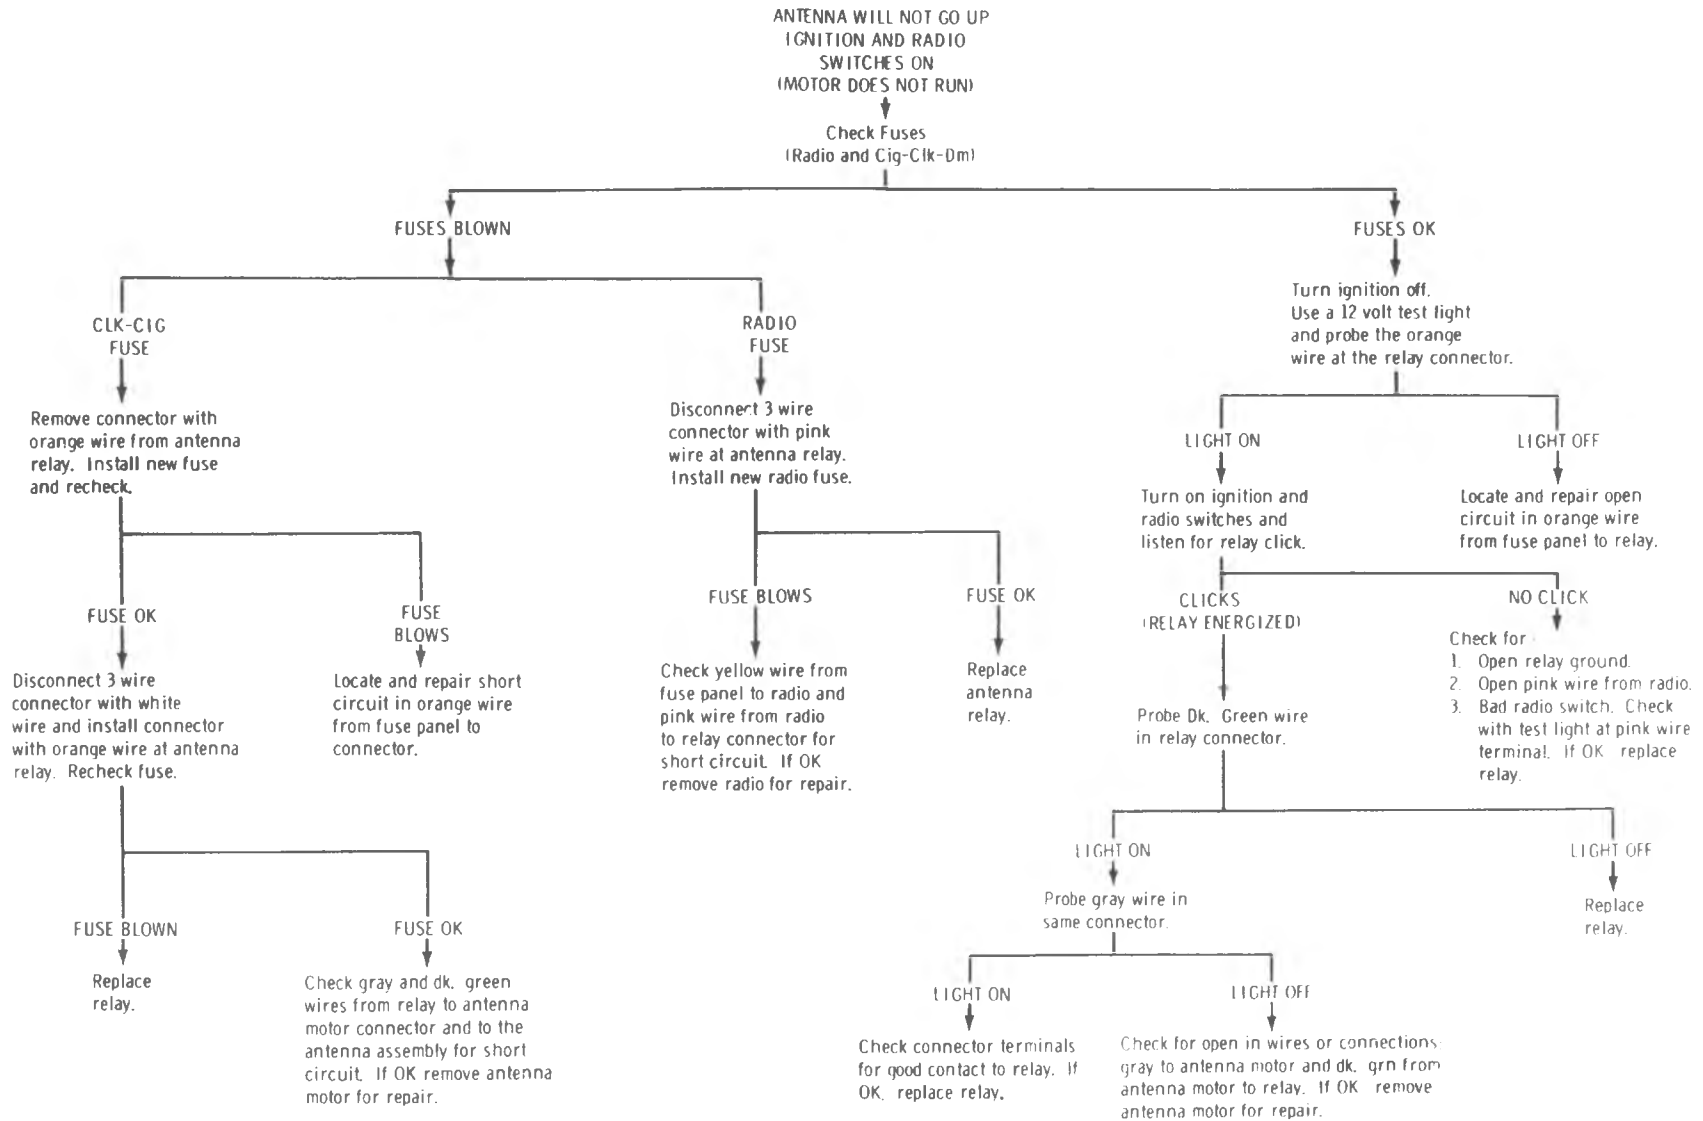 ANTENNA WILL NOT GO UP
IGNITION AND RADIO
SWITCHES ON
(MOTOR DOES NOT RUN)
Check Fuses
(Radio and Cig-Clk-Dm)
FUSES BLOWN
FUSES OK
CLK-CIG
FUSE
RADIO
FUSE
Turn ignition off.
Use a 12 volt test light
and probe the orange
wire at the relay connector.
Remove connector with
orange wire from antenna
relay. Install new fuse
and recheck.
Disconnect 3 wire
connector with pink
wire at antenna relay.
Install new radio fuse.
LIGHT ON
LIGHT OFF
Turn on ignition and
radio switches and
listen for relay click.
Locate and repair open
circuit in orange wire
from fuse panel to relay.
FUSE OK
FUSE
BLOWS
FUSE BLOWS
FUSE OK
CLICKS
(RELAY ENERGIZED)
NO CLICK
Disconnect 3 wire
connector with white
wire and install connector
with orange wire at antenna
relay. Recheck fuse.
Locate and repair short
circuit in orange wire
from fuse panel to
connector.
Check yellow wire from
fuse panel to radio and
pink wire from radio
to relay connector for
short circuit. If OK
remove radio for repair.
Replace
antenna
relay.
Probe Dk. Green wire
in relay connector.
Check for
1. Open relay ground.
2. Open pink wire from radio.
3. Bad radio switch. Check
with test light at pink wire
terminal. If OK replace
relay.
LIGHT ON
LIGHT OFF
Probe gray wire in
same connector.
Replace
relay.
FUSE BLOWN
FUSE OK
Replace
relay.
Check gray and dk. green
wires from relay to antenna
motor connector and to the
antenna assembly for short
circuit. If OK remove antenna
motor for repair.
LIGHT ON
LIGHT OFF
Check connector terminals
for good contact to relay. If
OK, replace relay.
Check for open in wires or connections
gray to antenna motor and dk. grn from
antenna motor to relay. If OK remove
antenna motor for repair.